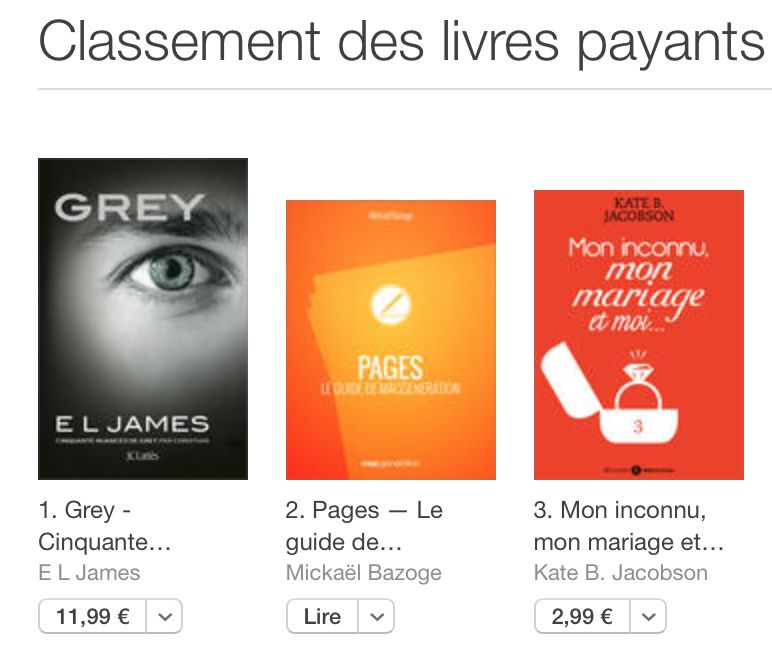 Classement des livres payants
GREY
E L JAMES
CINQUANTE NUANCES DE GREY PAR CHRISTIAN
JC Lattès
PAGES
LE GUIDE DE MACGENERATION
macgeneration
KATE B.
JACOBSON
Mon inconnu,
mon
mariage
et moi...
3
1. Grey -
Cinquante…
E L James
11,99 €
2. Pages — Le
guide de…
Mickaël Bazoge
Lire
3. Mon inconnu,
mon mariage et…
Kate B. Jacobson
2,99 €